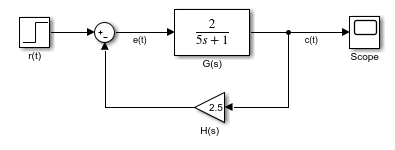 +
-
2
5s + 1
r(t)
e(t)
G(s)
c(t)
Scope
2.5
H(s)